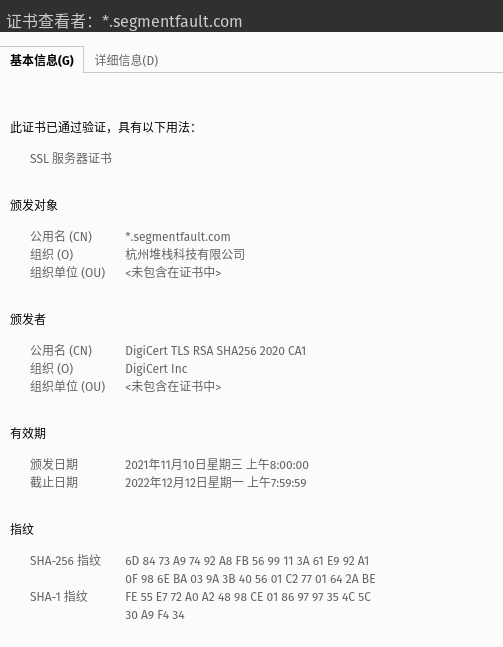 证书查看者：*.segmentfault.com
基本信息(G) 详细信息(D)
此证书已通过验证，具有以下用法：
SSL 服务器证书
颁发对象
公用名 (CN) *.segmentfault.com
组织 (O) 杭州堆栈科技有限公司
组织单位 (OU) <未包含在证书中>
颁发者
公用名 (CN) DigiCert TLS RSA SHA256 2020 CA1
组织 (O) DigiCert Inc
组织单位 (OU) <未包含在证书中>
有效期
颁发日期 2021年11月10日星期三 上午8:00:00
截止日期 2022年12月12日星期一 上午7:59:59
指纹
SHA-256 指纹 6D 84 73 A9 74 92 A8 FB 56 99 11 3A 61 E9 92 A1
0F 98 6E BA 03 9A 3B 40 56 01 C2 77 01 64 2A BE
SHA-1 指纹 FE 55 E7 72 A0 A2 48 98 CE 01 86 97 97 35 4C 5C
30 A9 F4 34